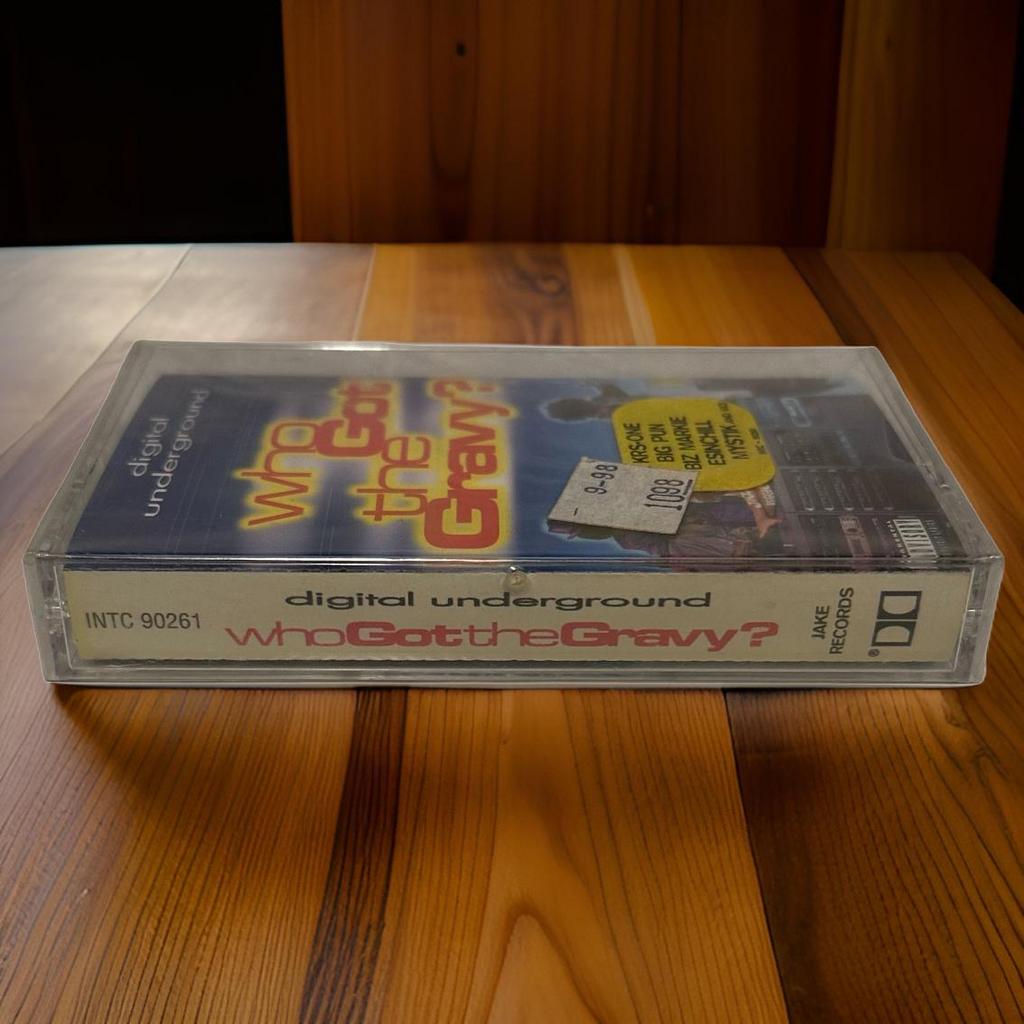 digital
underground
who
Got
the
Gravy?
KRS-ONE
BIG PUN
BIZ MARKIE
ESINCHILL
MYSTIK
9-98
1098
INTC 90261
digital underground
whoGottheGravy?
JAKE
RECORDS
®